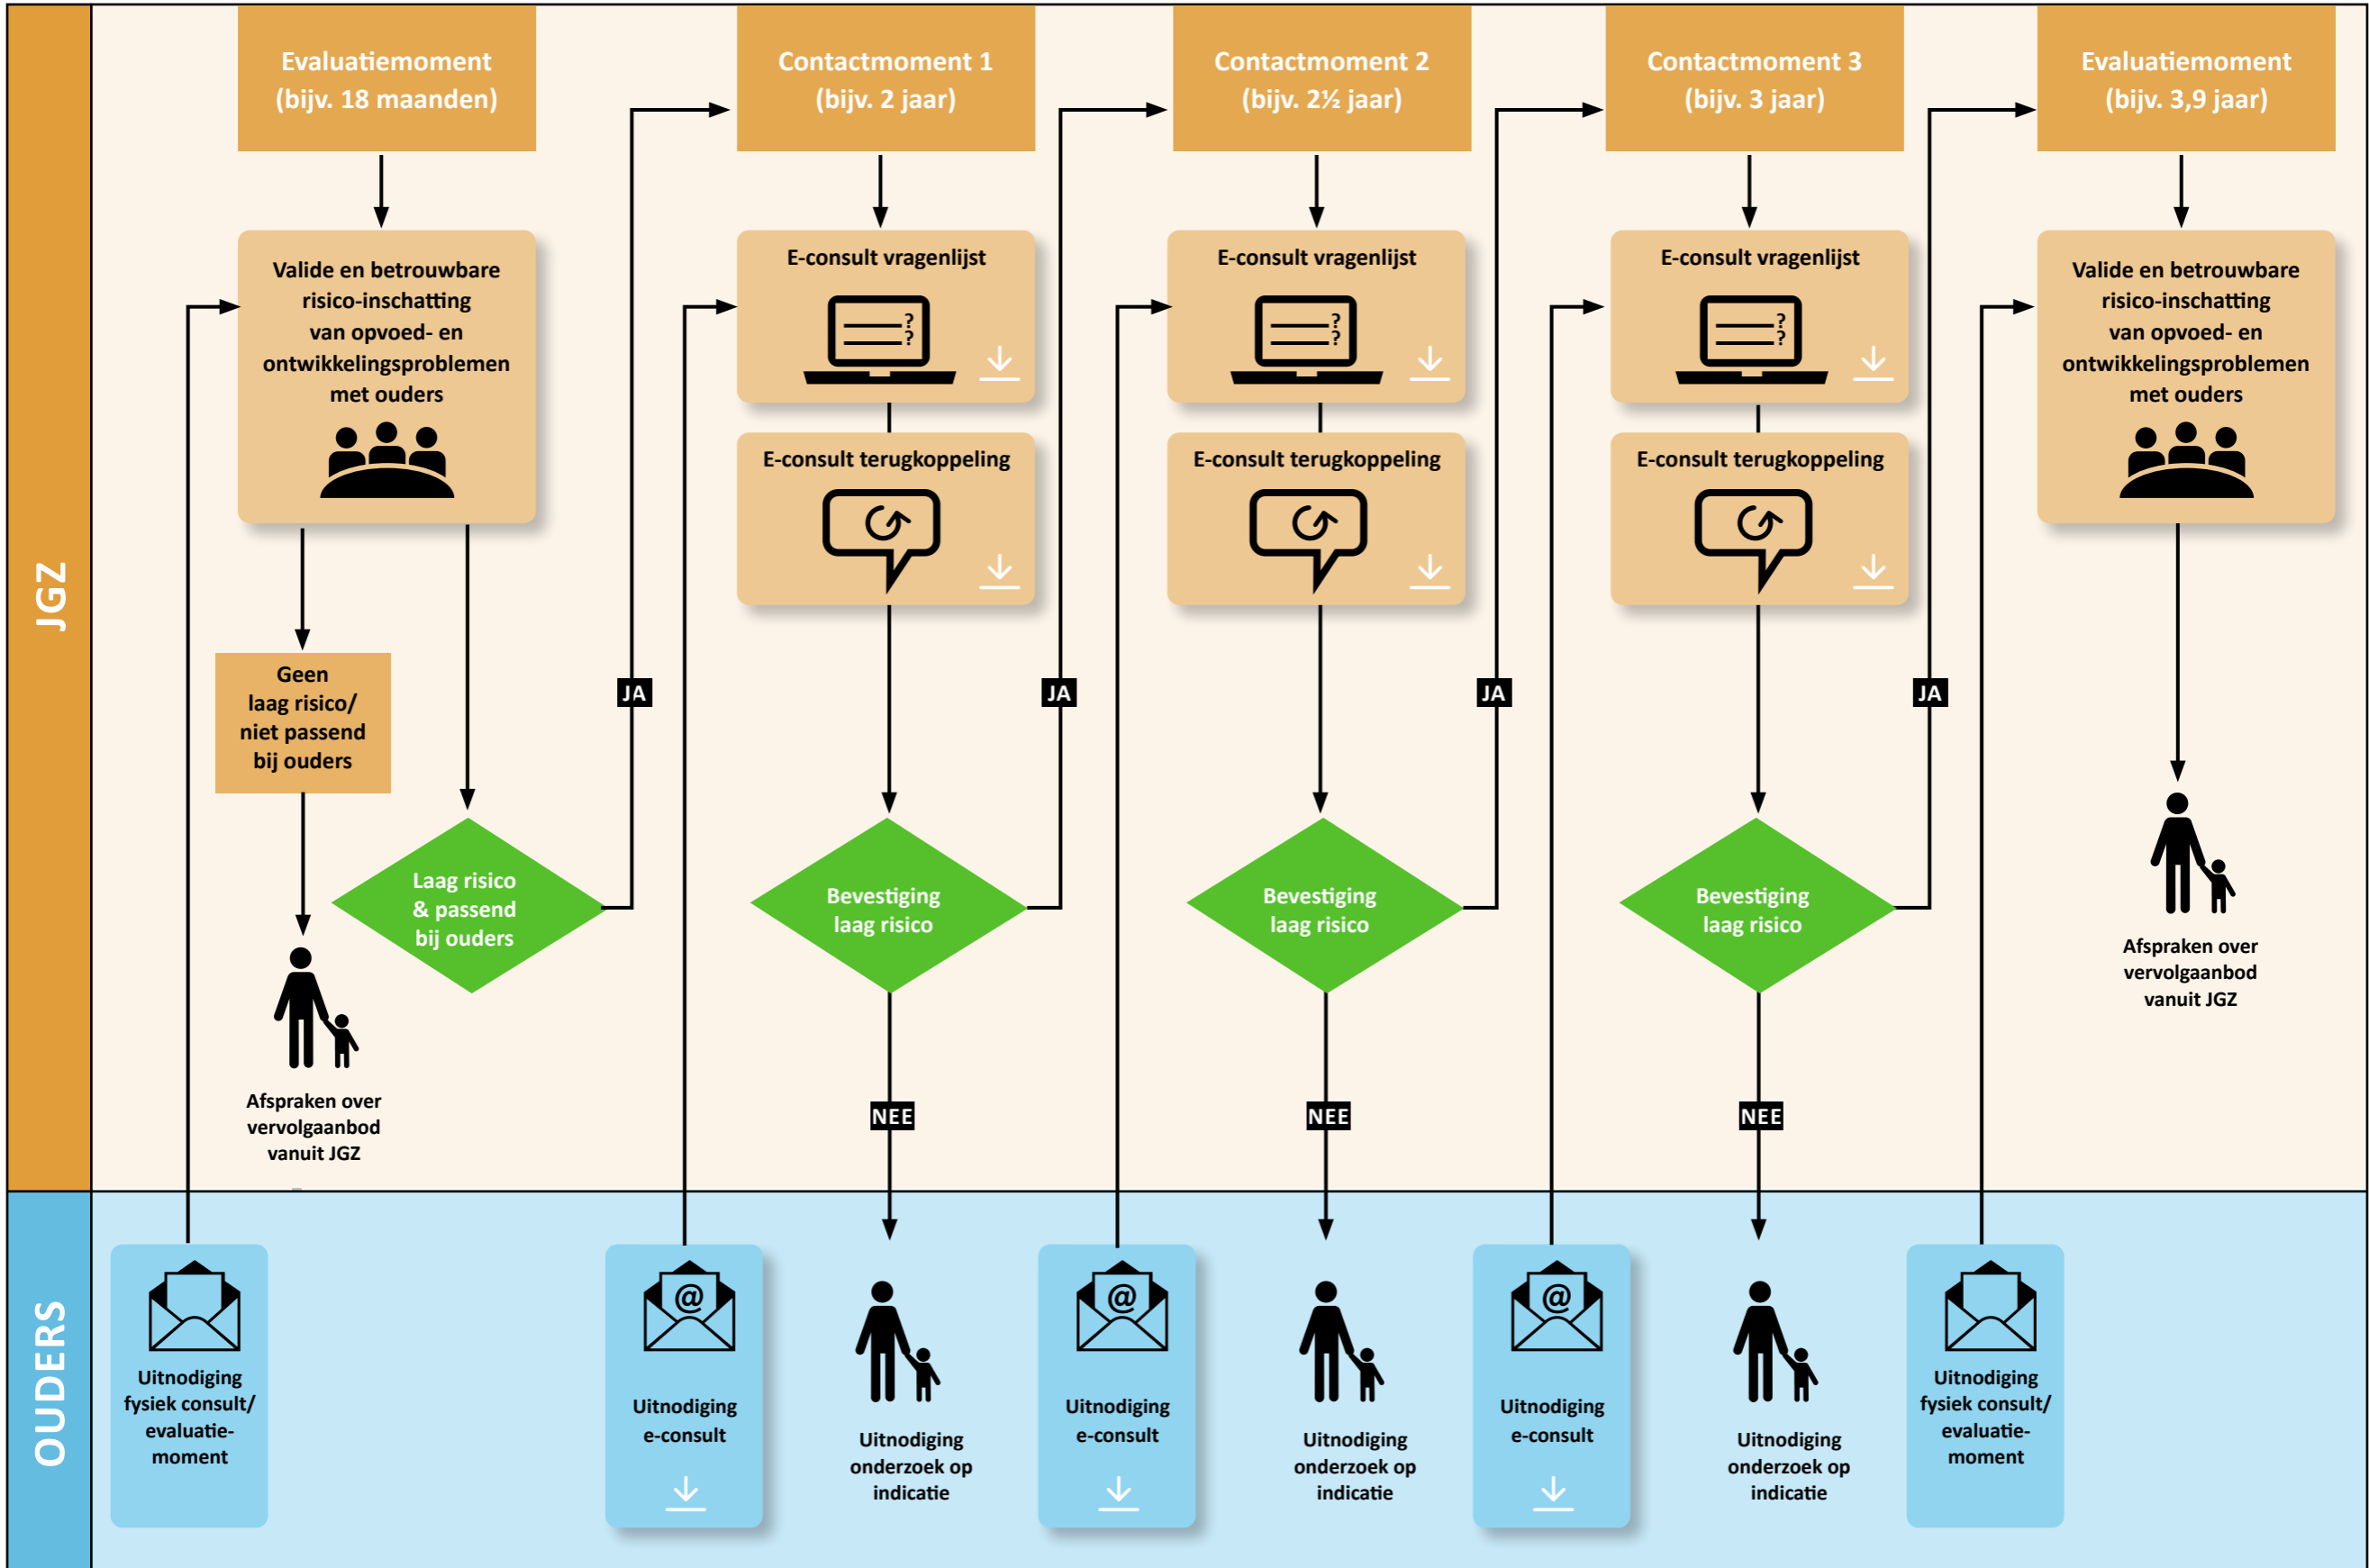 JGZ
Evaluatiemoment
(bijv. 18 maanden)
Contactmoment 1
(bijv. 2 jaar)
Contactmoment 2
(bijv. 2½ jaar)
Contactmoment 3
(bijv. 3 jaar)
Evaluatiemoment
(bijv. 3,9 jaar)
Valide en betrouwbare
risico-inschatting
van opvoed- en
ontwikkelingsproblemen
met ouders
E-consult vragenlijst
?
?
E-consult terugkoppeling
E-consult vragenlijst
?
?
E-consult terugkoppeling
E-consult vragenlijst
?
?
E-consult terugkoppeling
Valide en betrouwbare
risico-inschatting
van opvoed- en
ontwikkelingsproblemen
met ouders
Geen
laag risico/
niet passend
bij ouders
JA
JA
JA
JA
Laag risico
& passend
bij ouders
Bevestiging
laag risico
Bevestiging
laag risico
Bevestiging
laag risico
Afspraken over
vervolgaanbod
vanuit JGZ
Afspraken over
vervolgaanbod
vanuit JGZ
NEE
NEE
NEE
OUDERS
Uitnodiging
fysiek consult/
evaluatie-
moment
@
Uitnodiging
e-consult
Uitnodiging
onderzoek op
indicatie
@
Uitnodiging
e-consult
Uitnodiging
onderzoek op
indicatie
@
Uitnodiging
e-consult
Uitnodiging
onderzoek op
indicatie
Uitnodiging
fysiek consult/
evaluatie-
moment